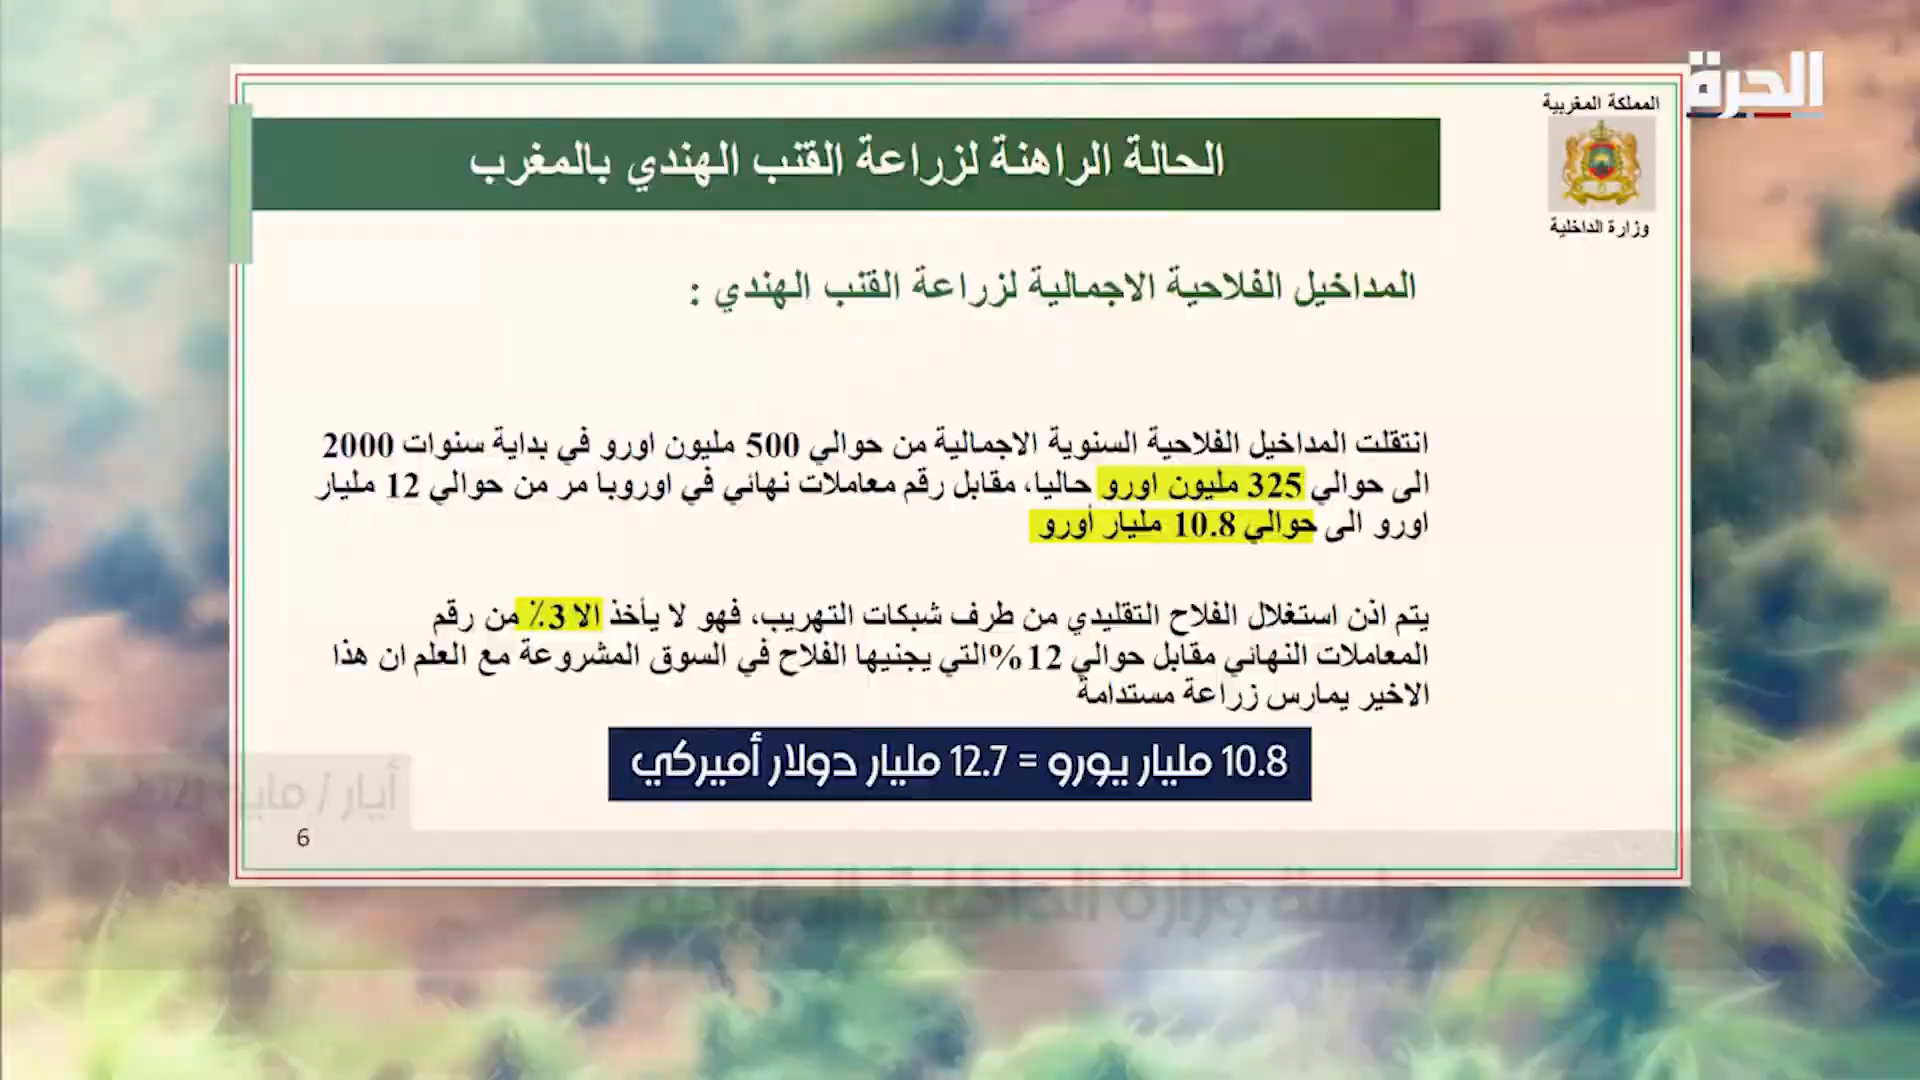 الحرة
المملكة المغربية
وزارة الداخلية
الحالة الراهنة لزراعة القنب الهندي بالمغرب
المداخيل الفلاحية الاجمالية لزراعة القنب الهندي :
انتقلت المداخيل الفلاحية السنوية الاجمالية من حوالي 500 مليون اورو في بداية سنوات 2000
الى حوالي 325 مليون اورو حاليا، مقابل رقم معاملات نهائي في اوروبا مر من حوالي 12 مليار
اورو الى حوالي 10.8 مليار أورو
يتم اذن استغلال الفلاح التقليدي من طرف شبكات التهريب، فهو لا يأخذ الا 3٪ من رقم
المعاملات النهائي مقابل حوالي 12%التي يجنيها الفلاح في السوق المشروعة مع العلم ان هذا
الاخير يمارس زراعة مستدامة
10.8 مليار يورو = 12.7 مليار دولار أميركي
أيار / مايو
6